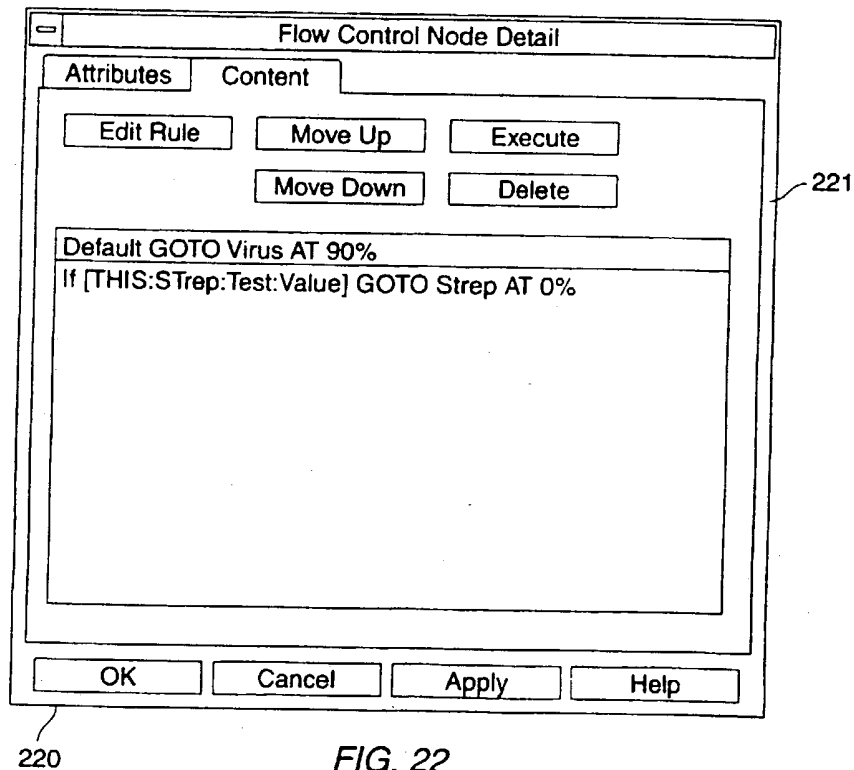 Flow Control Node Detail
Attributes Content
Edit Rule Move Up Execute
Move Down Delete
221
Default GOTO Virus AT 90%
If [THIS:STrep:Test:Value] GOTO Strep AT 0%
OK Cancel Apply Help
220
FIG. 22